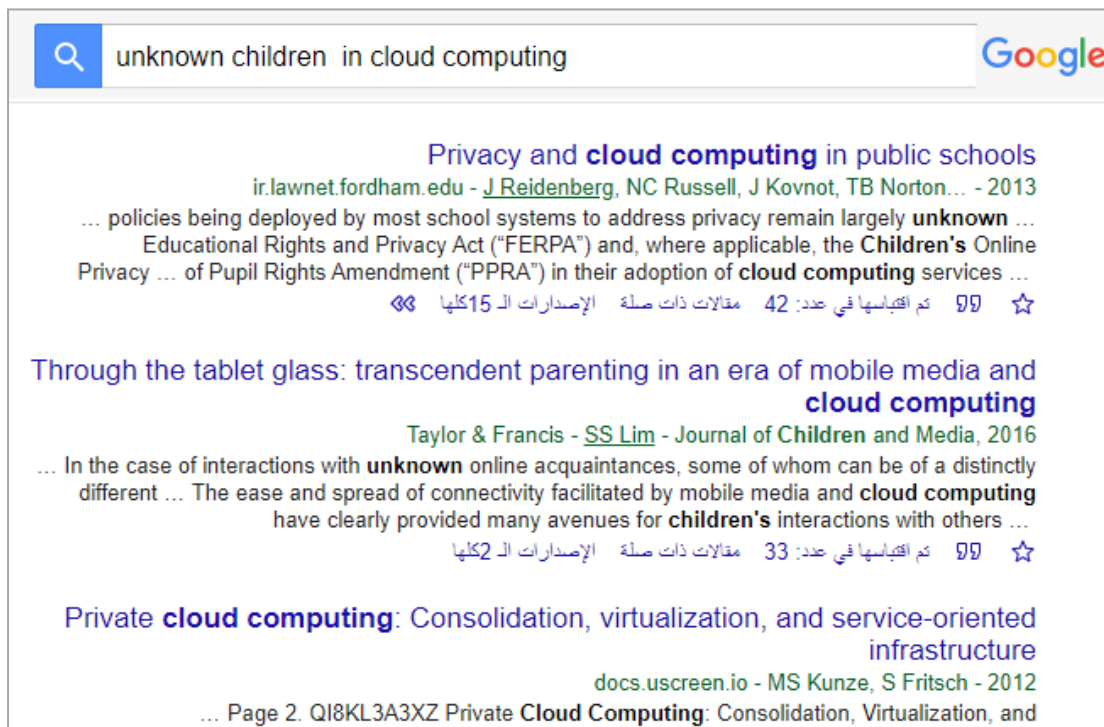 unknown children  in cloud computing
Google
Privacy and cloud computing in public schools
ir.lawnet.fordham.edu - J Reidenberg, NC Russell, J Kovnot, TB Norton… - 2013
… policies being deployed by most school systems to address privacy remain largely unknown …
Educational Rights and Privacy Act (“FERPA”) and, where applicable, the Children's Online
Privacy … of Pupil Rights Amendment (“PPRA”) in their adoption of cloud computing services …
تم اقتباسها في عدد: 42 مقالات ذات صلة الإصدارات الـ 15كلها
Through the tablet glass: transcendent parenting in an era of mobile media and
cloud computing
Taylor & Francis - SS Lim - Journal of Children and Media, 2016
… In the case of interactions with unknown online acquaintances, some of whom can be of a distinctly
different … The ease and spread of connectivity facilitated by mobile media and cloud computing
have clearly provided many avenues for children's interactions with others …
تم اقتباسها في عدد: 33 مقالات ذات صلة الإصدارات الـ 2كلها
Private cloud computing: Consolidation, virtualization, and service-oriented
infrastructure
docs.uscreen.io - MS Kunze, S Fritsch - 2012
… Page 2. QI8KL3A3XZ Private Cloud Computing: Consolidation, Virtualization, and